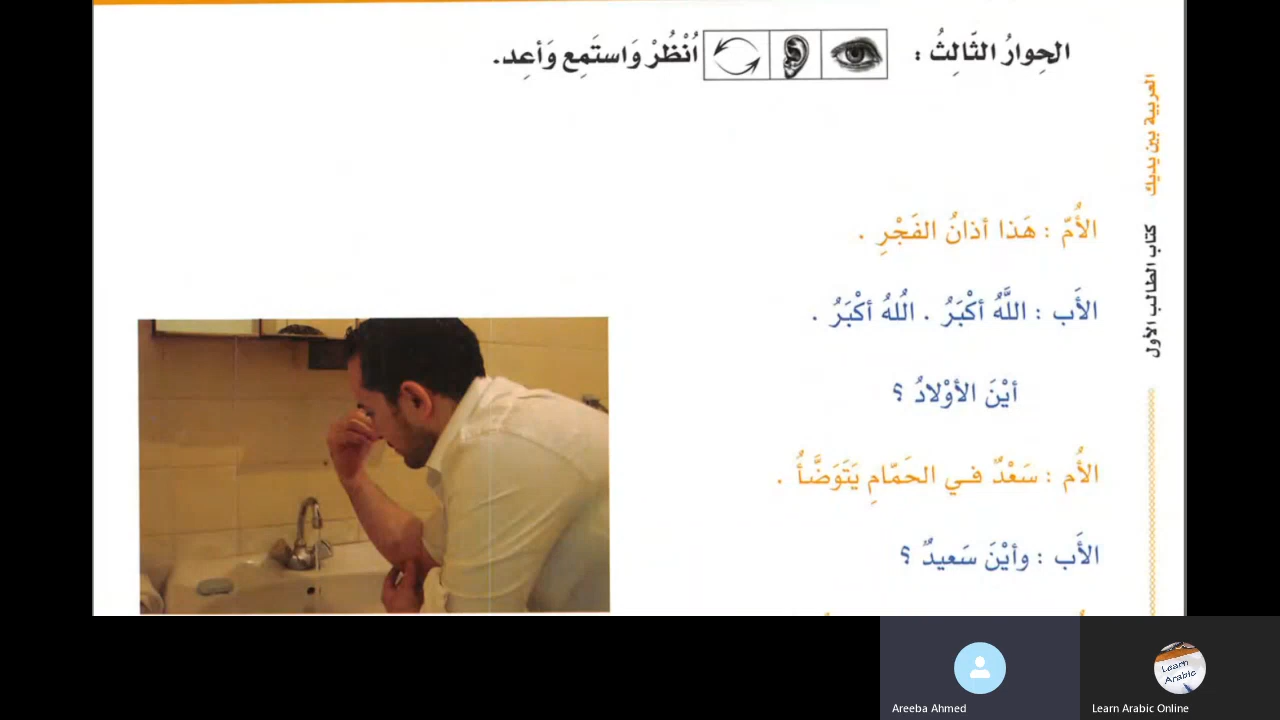 الحِوارُ الثّالِثُ : اُنْظُرْ وَاستَمِع وَأعِد.
العربية بين يديك
كتاب الطالب الأول
الأُمّ : هَذا أذانُ الفَجْرِ .
الأَب : اللَّهُ أكْبَرُ . اللهُ أكْبَرُ .
أيْنَ الأوْلادُ ؟
الأُم : سَعْدٌ في الحَمّامِ يَتَوَضَّأُ .
الأَب : وأيْنَ سَعيدٌ ؟
Learn
Arabic
Areeba Ahmed
Learn Arabic Online